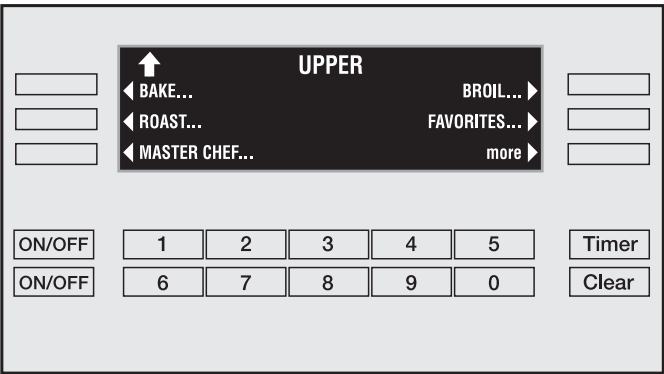 UPPER
BAKE... BROIL...
ROAST... FAVORITES...
MASTER CHEF... more
ON/OFF 1 2 3 4 5 Timer
ON/OFF 6 7 8 9 0 Clear